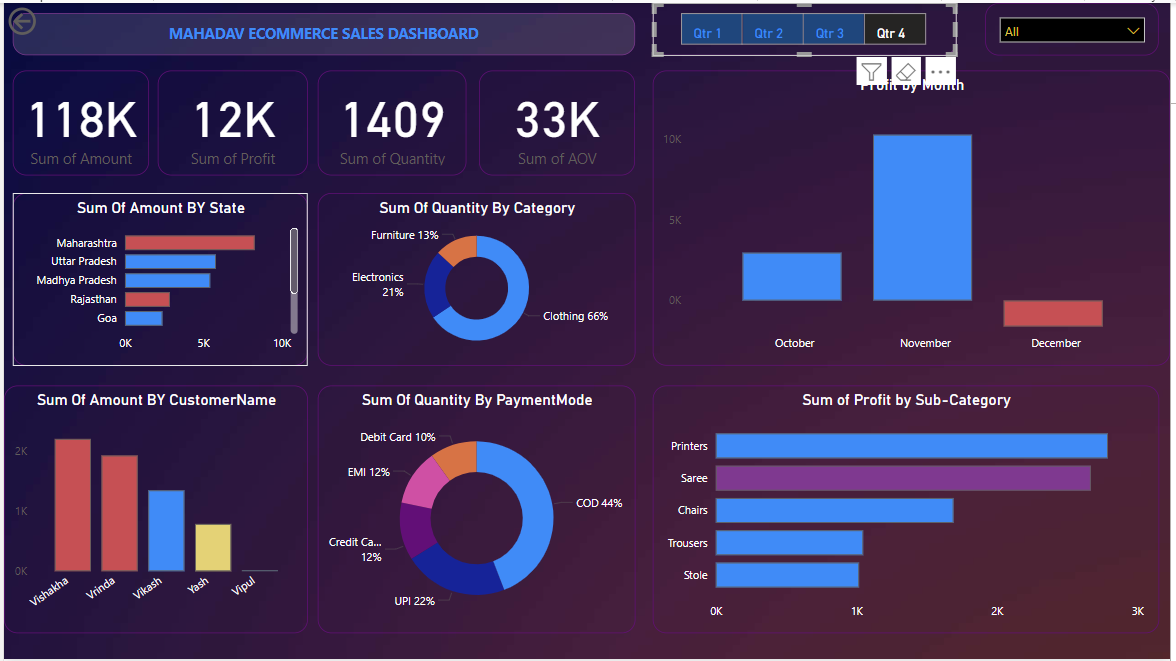 MAHADAV ECOMMERCE SALES DASHBOARD
Qtr 1
Qtr 2
Qtr 3
Qtr 4
All
118K
Sum of Amount
12K
Sum of Profit
1409
Sum of Quantity
33K
Sum of AOV
Profit by Month
10K
5K
0K
October
November
December
Sum Of Amount BY State
Maharashtra
Uttar Pradesh
Madhya Pradesh
Rajasthan
Goa
0K
5K
10K
Sum Of Quantity By Category
Furniture 13%
Electronics
21%
Clothing 66%
Sum Of Amount BY CustomerName
2K
1K
0K
Vishakha
Vrinda
Vikash
Yash
Vipul
Sum Of Quantity By PaymentMode
Debit Card 10%
EMI 12%
COD 44%
Credit Ca...
12%
UPI 22%
Sum of Profit by Sub-Category
Printers
Saree
Chairs
Trousers
Stole
0K
1K
2K
3K